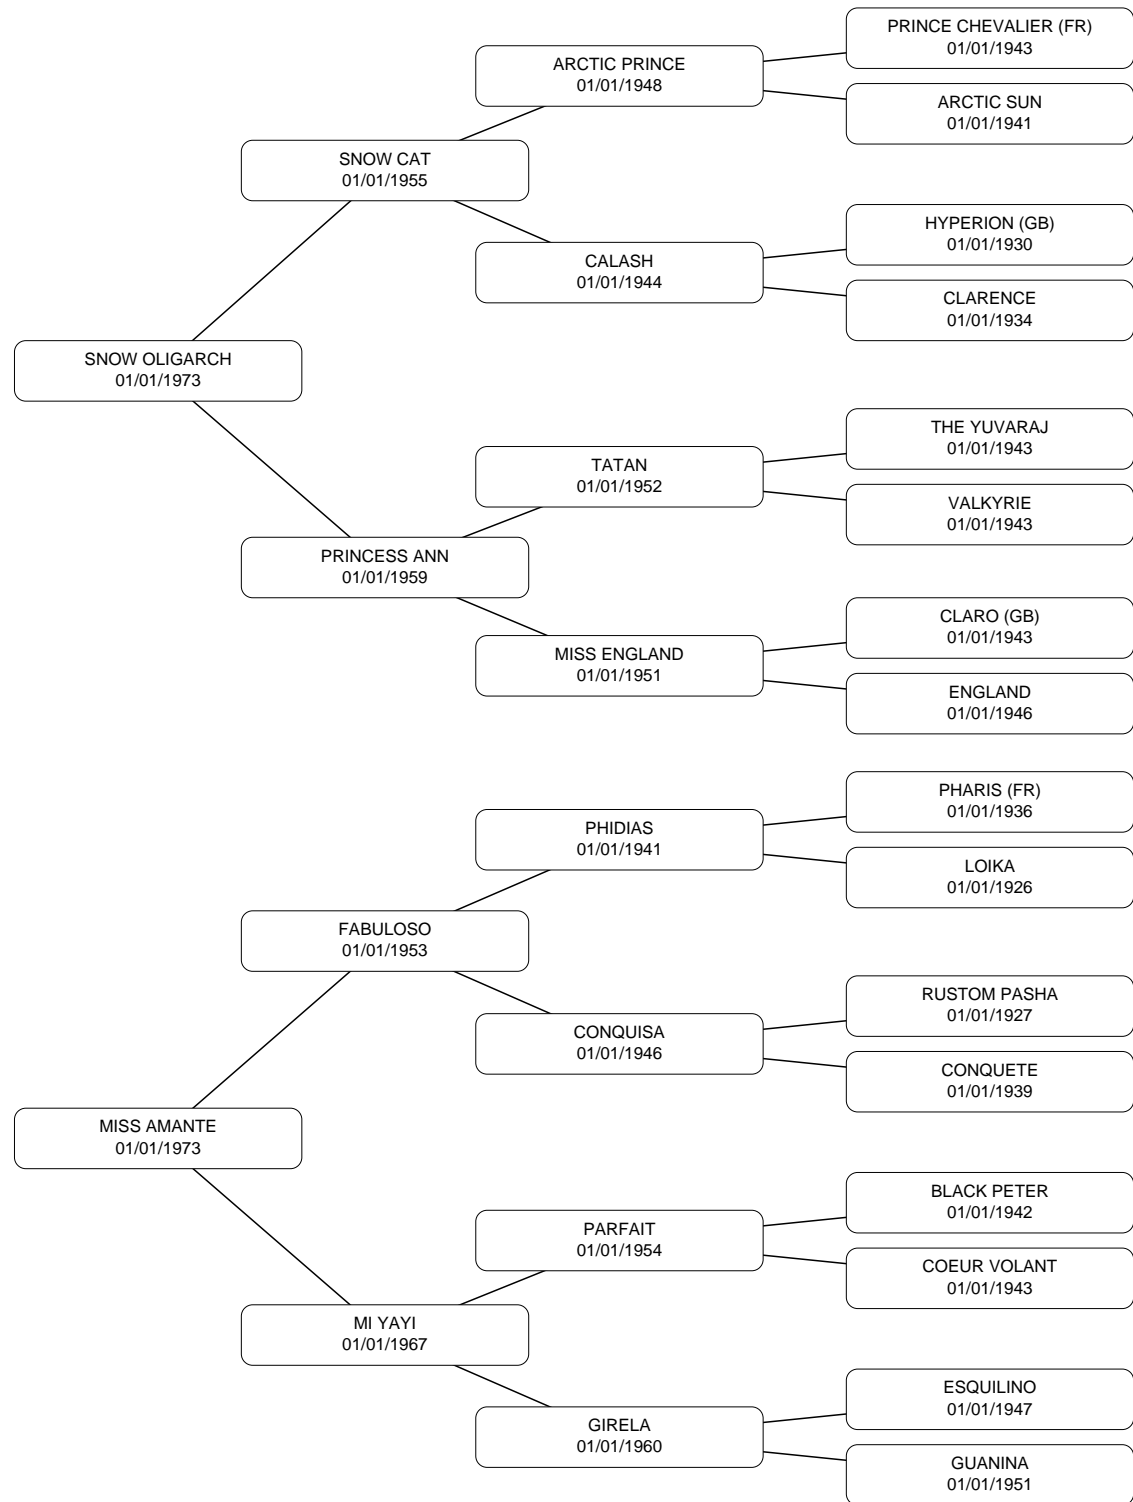 PRINCE CHEVALIER (FR)
01/01/1943
ARCTIC PRINCE
01/01/1948
ARCTIC SUN
01/01/1941
SNOW CAT
01/01/1955
HYPERION (GB)
01/01/1930
CALASH
01/01/1944
CLARENCE
01/01/1934
SNOW OLIGARCH
01/01/1973
THE YUVARAJ
01/01/1943
TATAN
01/01/1952
VALKYRIE
01/01/1943
PRINCESS ANN
01/01/1959
CLARO (GB)
01/01/1943
MISS ENGLAND
01/01/1951
ENGLAND
01/01/1946
PHARIS (FR)
01/01/1936
PHIDIAS
01/01/1941
LOIKA
01/01/1926
FABULOSO
01/01/1953
RUSTOM PASHA
01/01/1927
CONQUISA
01/01/1946
CONQUETE
01/01/1939
MISS AMANTE
01/01/1973
BLACK PETER
01/01/1942
PARFAIT
01/01/1954
COEUR VOLANT
01/01/1943
MI YAYI
01/01/1967
ESQUILINO
01/01/1947
GIRELA
01/01/1960
GUANINA
01/01/1951